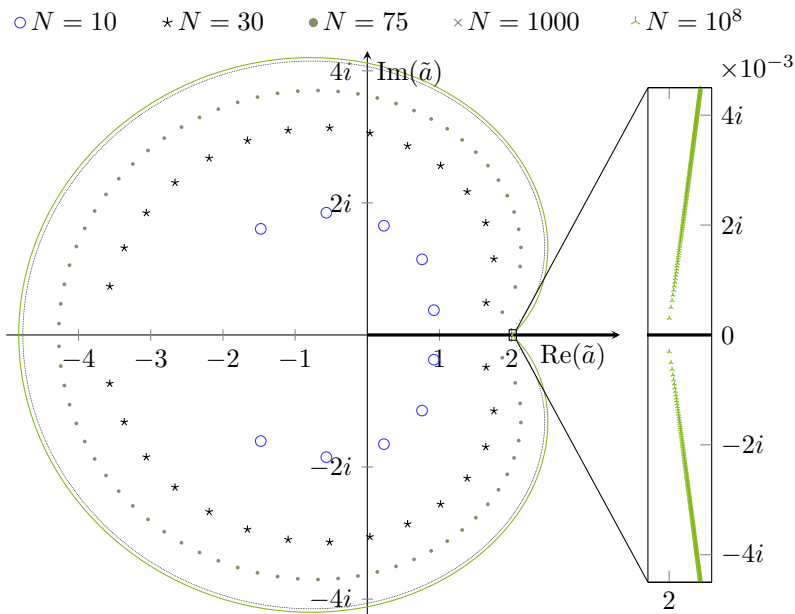 N = 10 N = 30 N = 75 N = 1000 N = 10^8
4i Im(ã) ×10^{-3}
4i
2i
2i
−4 −3 −2 −1 1 2 Re(ã) 0
−2i
−2i
−4i
−4i
2